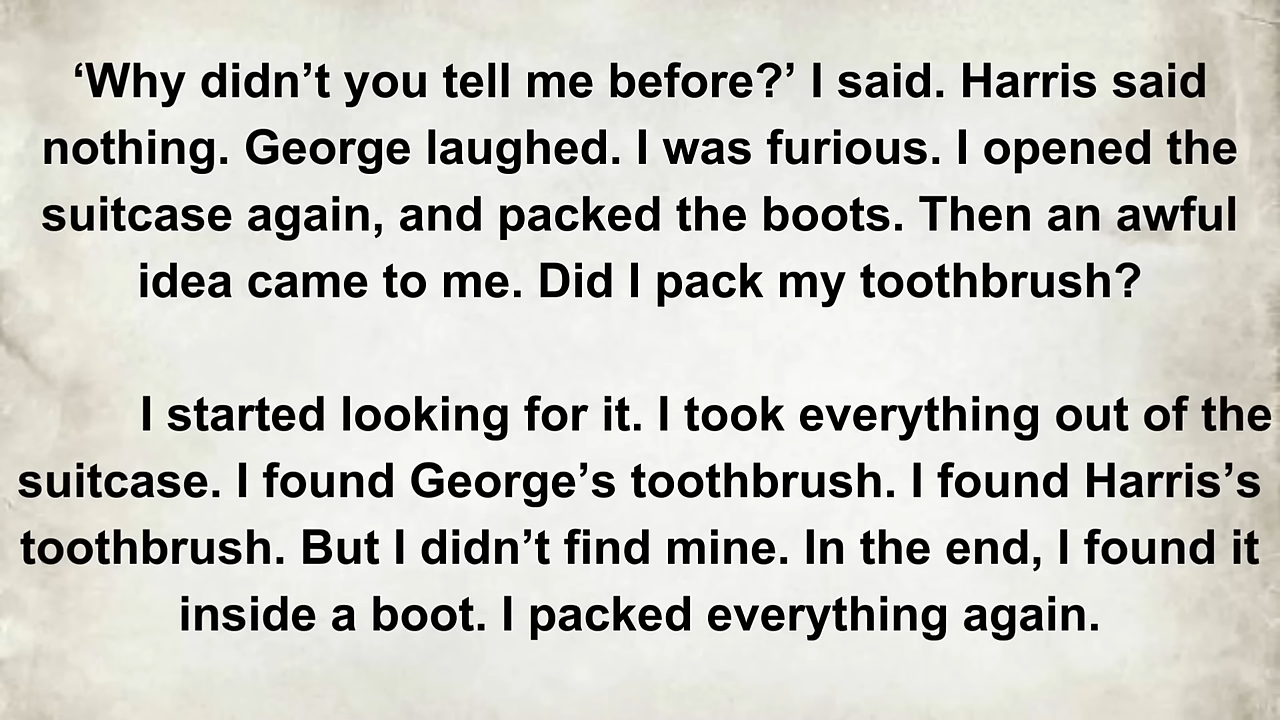 ‘Why didn’t you tell me before?’ I said. Harris said
nothing. George laughed. I was furious. I opened the
suitcase again, and packed the boots. Then an awful
idea came to me. Did I pack my toothbrush?
I started looking for it. I took everything out of the
suitcase. I found George’s toothbrush. I found Harris’s
toothbrush. But I didn’t find mine. In the end, I found it
inside a boot. I packed everything again.